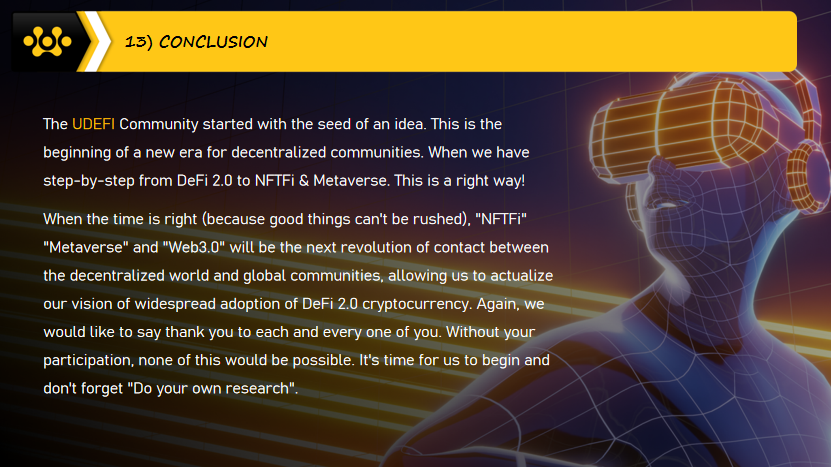 13) CONCLUSION
The UDEFI Community started with the seed of an idea. This is the
beginning of a new era for decentralized communities. When we have
step-by-step from DeFi 2.0 to NFTFi & Metaverse. This is a right way!
When the time is right (because good things can't be rushed), "NFTFi"
"Metaverse" and "Web3.0" will be the next revolution of contact between
the decentralized world and global communities, allowing us to actualize
our vision of widespread adoption of DeFi 2.0 cryptocurrency. Again, we
would like to say thank you to each and every one of you. Without your
participation, none of this would be possible. It's time for us to begin and
don't forget "Do your own research".